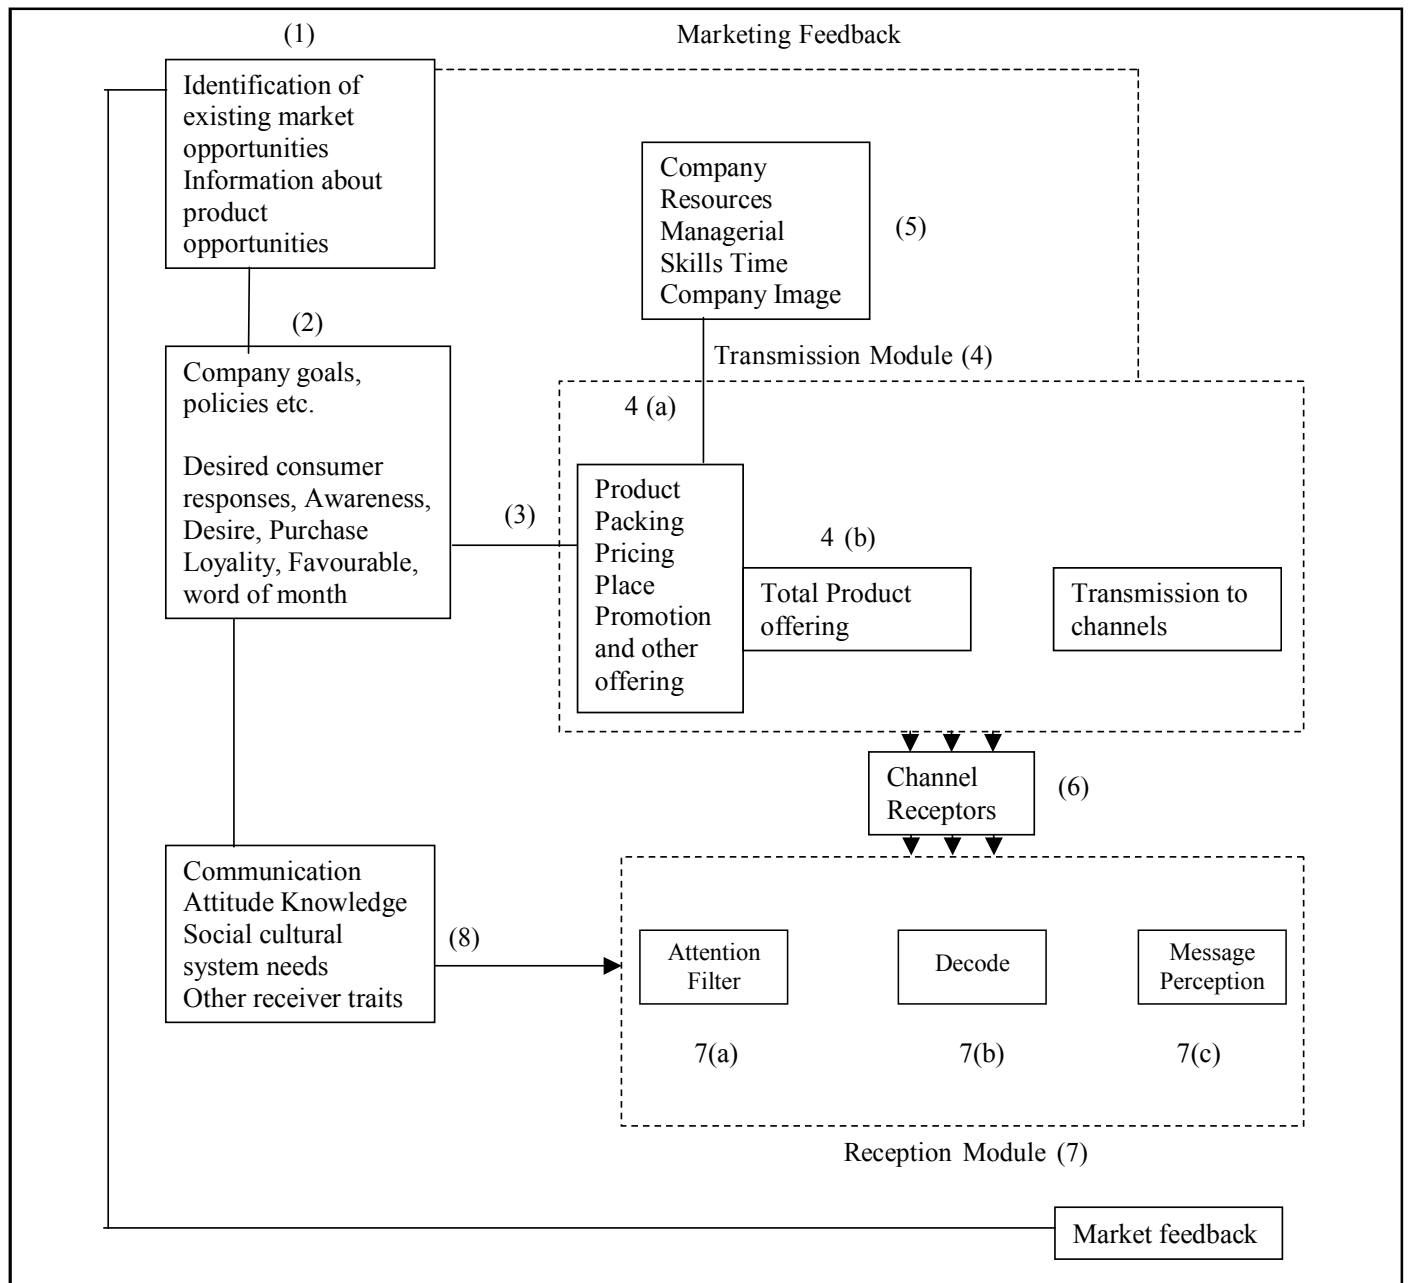 (1)
Marketing Feedback
Identification of
existing market
opportunities
Information about
product
opportunities
Company
Resources
Managerial
Skills Time
Company Image
(5)
(2)
Transmission Module (4)
Company goals,
policies etc.
Desired consumer
responses, Awareness,
Desire, Purchase
Loyality, Favourable,
word of month
(3)
4 (a)
Product
Packing
Pricing
Place
Promotion
and other
offering
4 (b)
Total Product
offering
Transmission to
channels
Channel
Receptors
(6)
Communication
Attitude Knowledge
Social cultural
system needs
Other receiver traits
(8)
Attention
Filter
Decode
Message
Perception
7(a)
7(b)
7(c)
Reception Module (7)
Market feedback